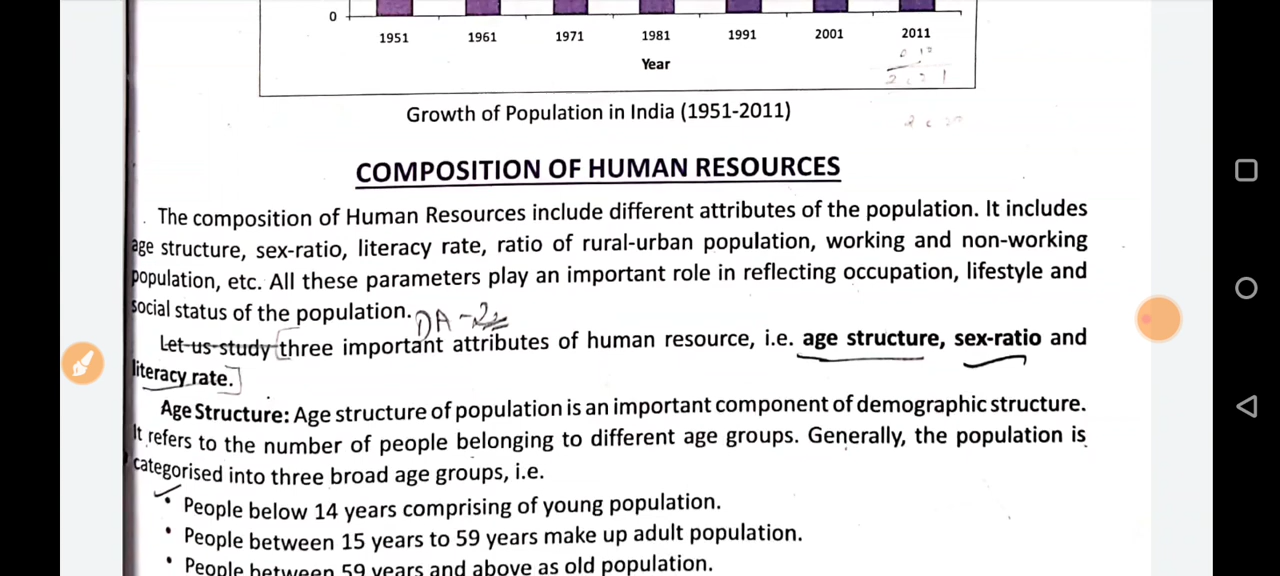 0
1951 1961 1971 1981 1991 2001 2011
Year
Growth of Population in India (1951-2011)
COMPOSITION OF HUMAN RESOURCES
The composition of Human Resources include different attributes of the population. It includes
age structure, sex-ratio, literacy rate, ratio of rural-urban population, working and non-working
population, etc. All these parameters play an important role in reflecting occupation, lifestyle and
social status of the population.
Let us study three important attributes of human resource, i.e. age structure, sex-ratio and
literacy rate.
Age Structure: Age structure of population is an important component of demographic structure.
It refers to the number of people belonging to different age groups. Generally, the population is
categorised into three broad age groups, i.e.
• People below 14 years comprising of young population.
• People between 15 years to 59 years make up adult population.
• People between 59 years and above as old population.